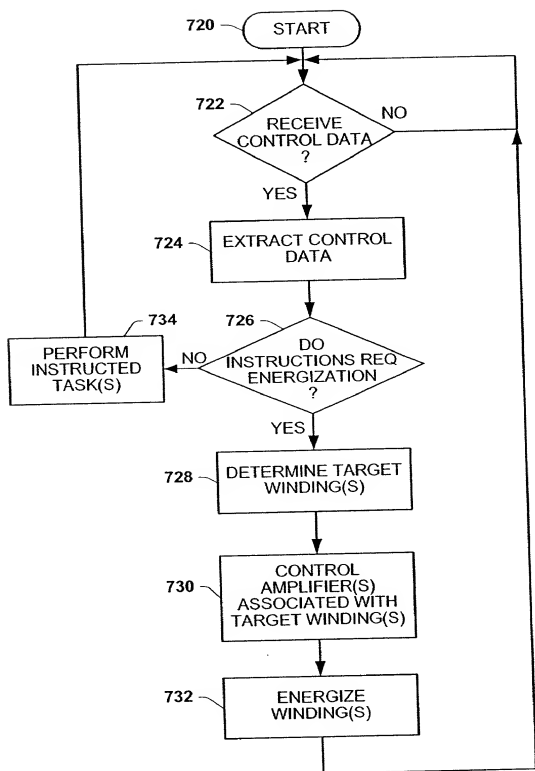 720
START
722
RECEIVE
CONTROL DATA
?
NO
YES
724
EXTRACT CONTROL
DATA
734
PERFORM
INSTRUCTED
TASK(S)
NO
726
DO
INSTRUCTIONS REQ
ENERGIZATION
?
YES
728
DETERMINE TARGET
WINDING(S)
730
CONTROL
AMPLIFIER(S)
ASSOCIATED WITH
TARGET WINDING(S)
732
ENERGIZE
WINDING(S)